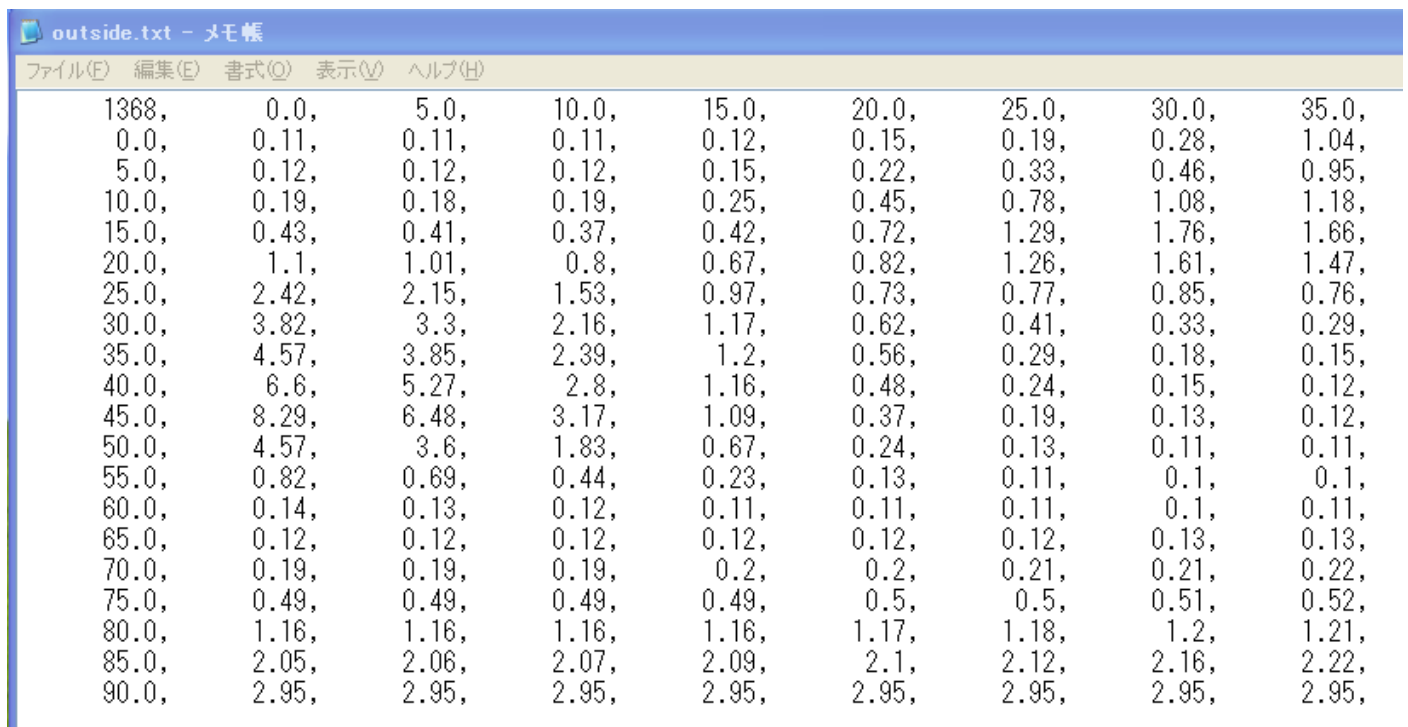 outside.txt - メモ帳
ファイル(F) 編集(E) 書式(O) 表示(V) ヘルプ(H)
1368, 0.0, 5.0, 10.0, 15.0, 20.0, 25.0, 30.0, 35.0,
0.0, 0.11, 0.11, 0.11, 0.12, 0.15, 0.19, 0.28, 1.04,
5.0, 0.12, 0.12, 0.12, 0.15, 0.22, 0.33, 0.46, 0.95,
10.0, 0.19, 0.18, 0.19, 0.25, 0.45, 0.78, 1.08, 1.18,
15.0, 0.43, 0.41, 0.37, 0.42, 0.72, 1.29, 1.76, 1.66,
20.0, 1.1, 1.01, 0.8, 0.67, 0.82, 1.26, 1.61, 1.47,
25.0, 2.42, 2.15, 1.53, 0.97, 0.73, 0.77, 0.85, 0.76,
30.0, 3.82, 3.3, 2.16, 1.17, 0.62, 0.41, 0.33, 0.29,
35.0, 4.57, 3.85, 2.39, 1.2, 0.56, 0.29, 0.18, 0.15,
40.0, 6.6, 5.27, 2.8, 1.16, 0.48, 0.24, 0.15, 0.12,
45.0, 8.29, 6.48, 3.17, 1.09, 0.37, 0.19, 0.13, 0.12,
50.0, 4.57, 3.6, 1.83, 0.67, 0.24, 0.13, 0.11, 0.11,
55.0, 0.82, 0.69, 0.44, 0.23, 0.13, 0.11, 0.1, 0.1,
60.0, 0.14, 0.13, 0.12, 0.11, 0.11, 0.11, 0.1, 0.11,
65.0, 0.12, 0.12, 0.12, 0.12, 0.12, 0.12, 0.13, 0.13,
70.0, 0.19, 0.19, 0.19, 0.2, 0.2, 0.21, 0.21, 0.22,
75.0, 0.49, 0.49, 0.49, 0.49, 0.5, 0.5, 0.51, 0.52,
80.0, 1.16, 1.16, 1.16, 1.16, 1.17, 1.18, 1.2, 1.21,
85.0, 2.05, 2.06, 2.07, 2.09, 2.1, 2.12, 2.16, 2.22,
90.0, 2.95, 2.95, 2.95, 2.95, 2.95, 2.95, 2.95, 2.95,